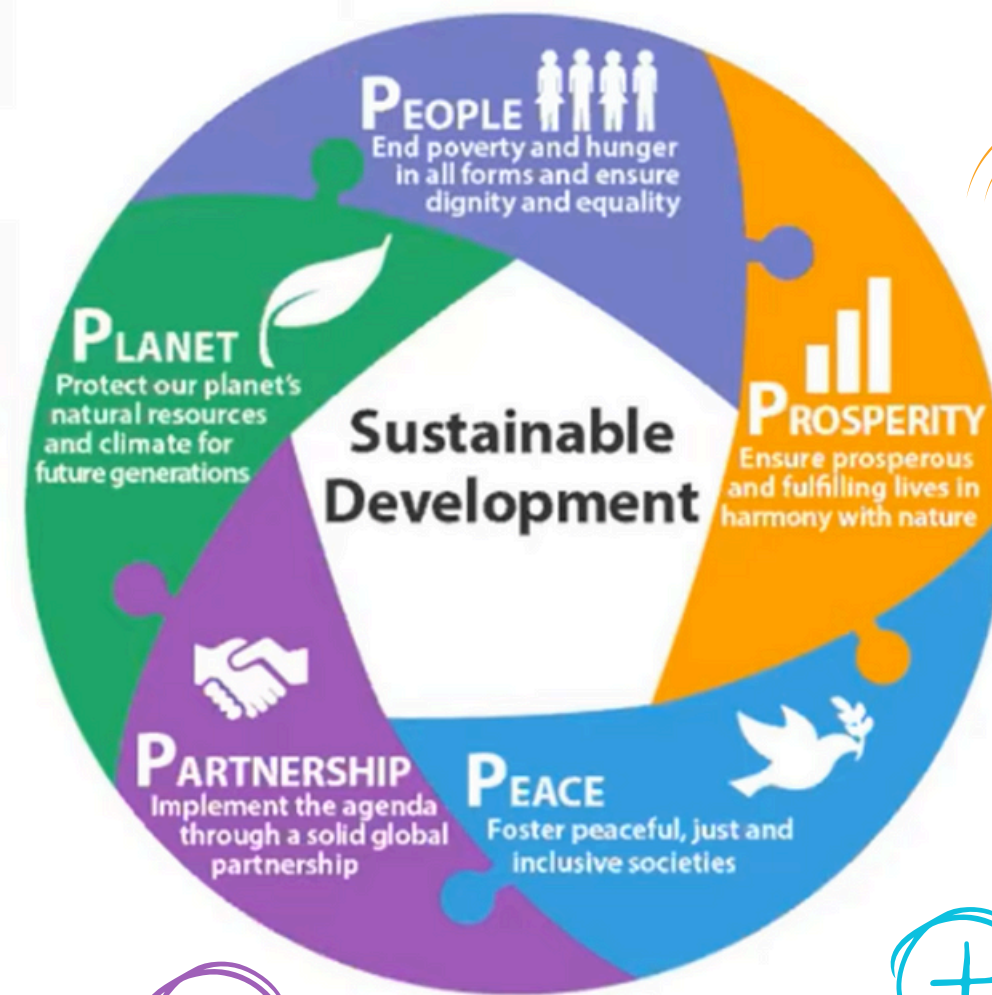 PEOPLE
End poverty and hunger
in all forms and ensure
dignity and equality
PROSPERITY
Ensure prosperous
and fulfilling lives in
harmony with nature
PLANET
Protect our planet's
natural resources
and climate for
future generations
Sustainable
Development
PARTNERSHIP
Implement the agenda
through a solid global
partnership
PEACE
Foster peaceful, just and
inclusive societies